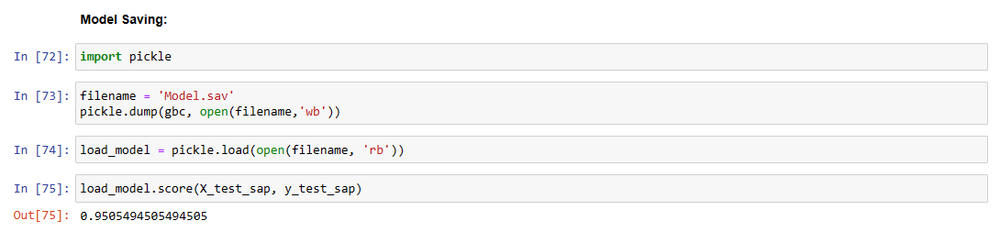 Model Saving:
In [72]: import pickle
In [73]: filename = 'Model.sav'
pickle.dump(gbc, open(filename,'wb'))
In [74]: load_model = pickle.load(open(filename, 'rb'))
In [75]: load_model.score(X_test_sap, y_test_sap)
Out[75]: 0.9505494505494505